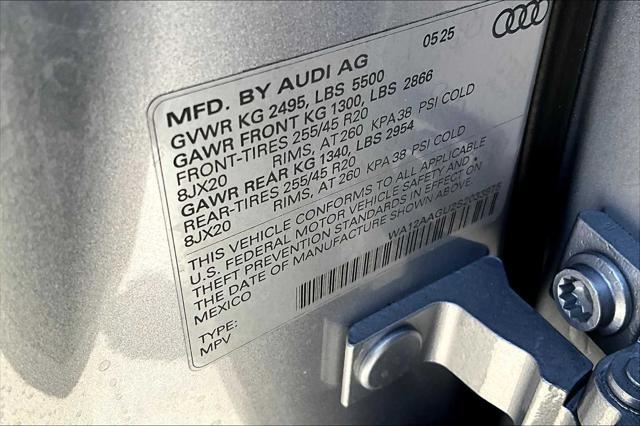 05 25
MFD. BY AUDI AG
GVWR KG 2495, LBS 5500
GAWR FRONT KG 1300, LBS 2866
FRONT-TIRES 255/45 R20
8JX20 RIMS, AT 260 KPA 38 PSI COLD
GAWR REAR KG 1340, LBS 2954
REAR-TIRES 255/45 R20
8JX20 RIMS, AT 260 KPA 38 PSI COLD
THIS VEHICLE CONFORMS TO ALL APPLICABLE
U.S. FEDERAL MOTOR VEHICLE SAFETY AND
THEFT PREVENTION STANDARDS IN EFFECT ON
THE DATE OF MANUFACTURE SHOWN ABOVE.
MEXICO
TYPE:
MPV